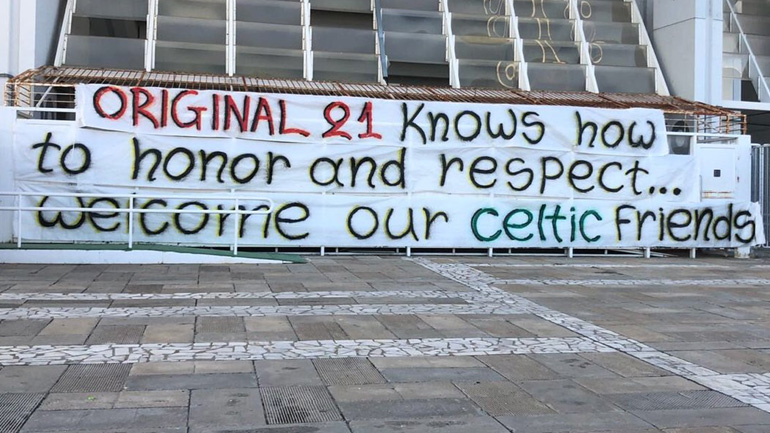 ORIGINAL 21 Knows how
to honor and respect...
welcome our Celtic Friends